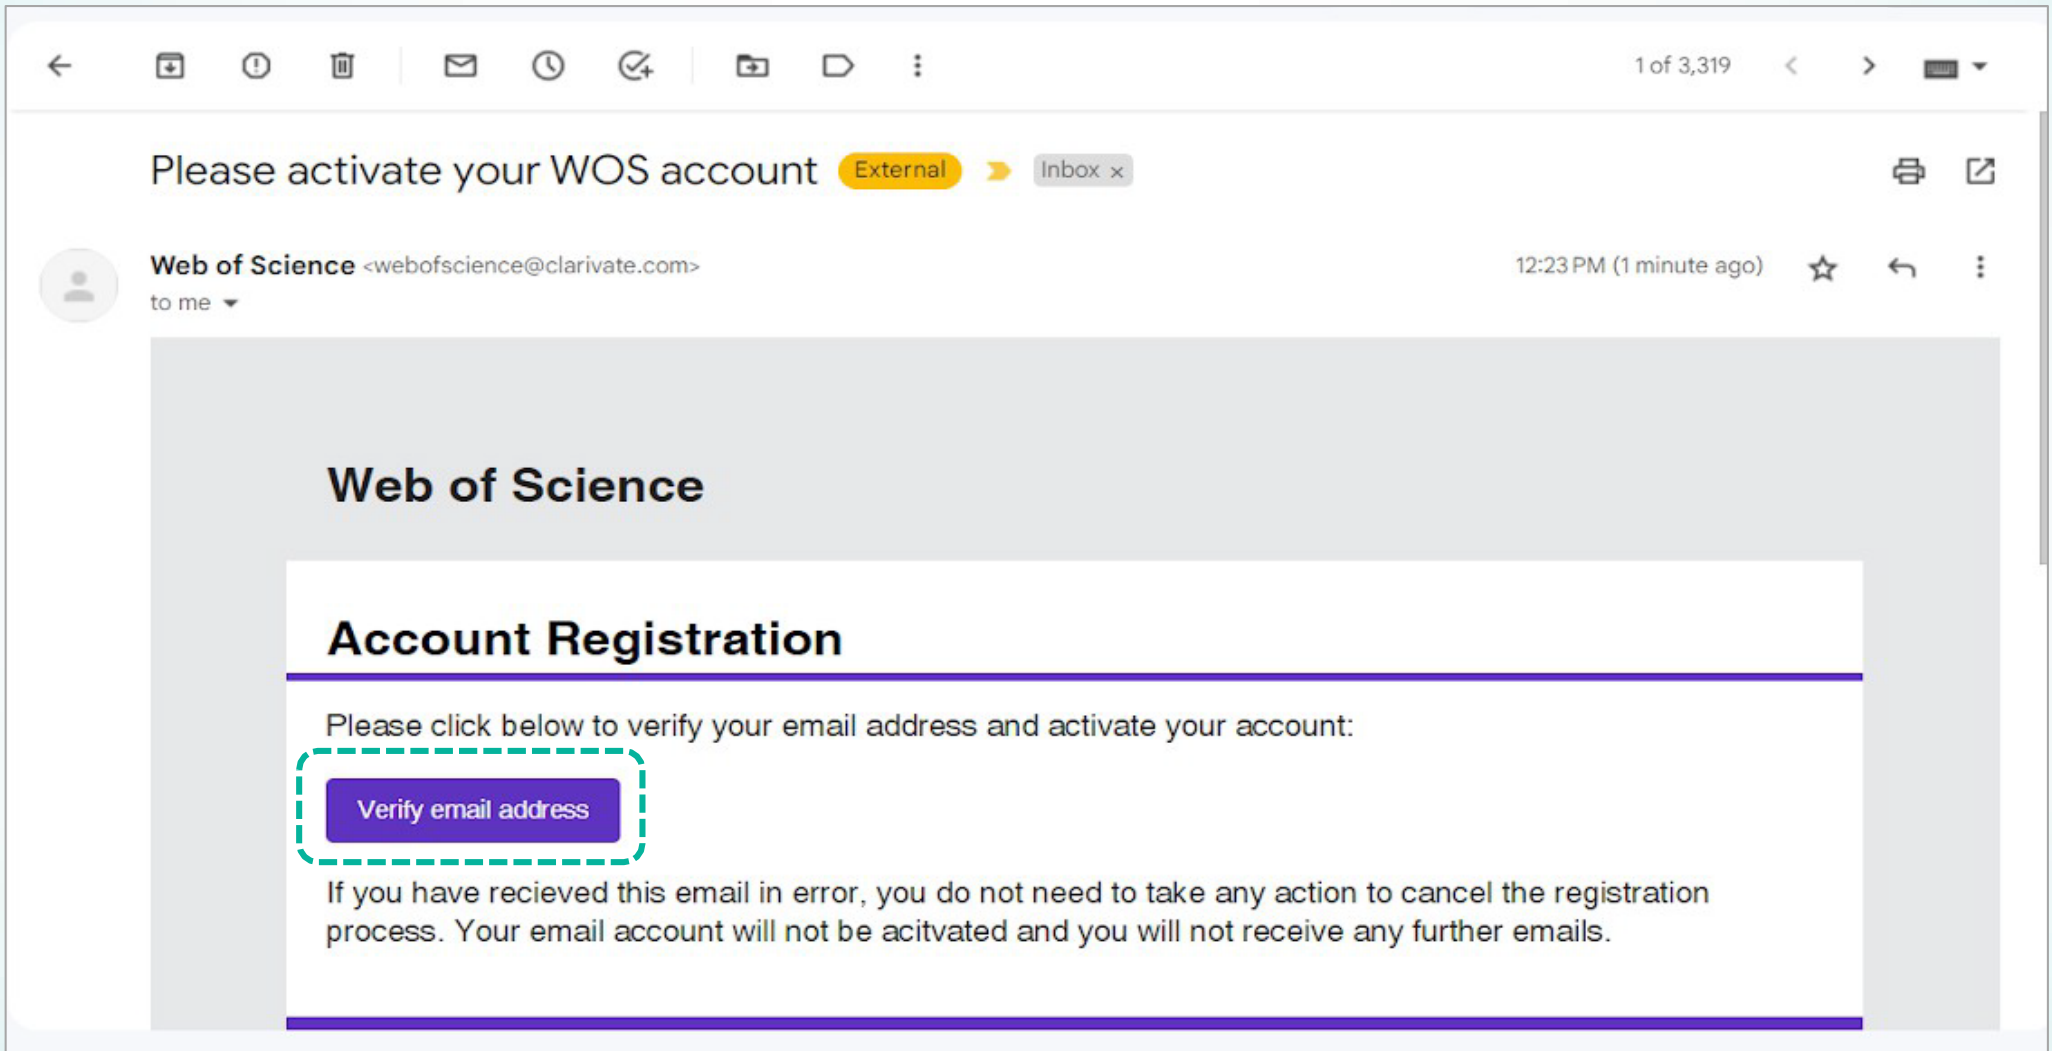 1 of 3,319
Please activate your WOS account External Inbox x
Web of Science <webofscience@clarivate.com> 12:23 PM (1 minute ago)
to me
Web of Science
Account Registration
Please click below to verify your email address and activate your account:
Verify email address
If you have recieved this email in error, you do not need to take any action to cancel the registration
process. Your email account will not be acitvated and you will not receive any further emails.